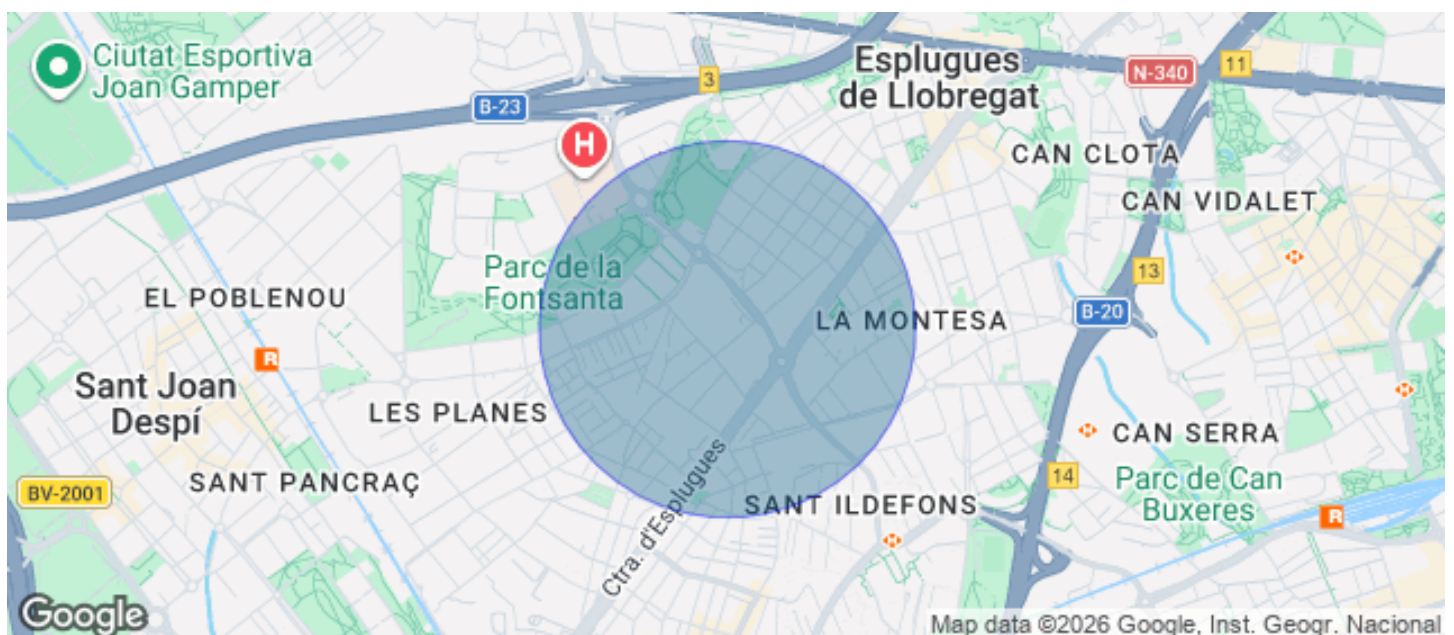 Ciutat Esportiva
Joan Gamper
B-23
3
Esplugues
de Llobregat
N-340
11
H
CAN CLOTA
CAN VIDALET
Parc de la
Fontsanta
EL POBLENOU
13
LA MONTESA
B-20
R
Sant Joan
Despí
LES PLANES
CAN SERRA
SANT PANCRAÇ
BV-2001
Ctra. d'Esplugues
SANT ILDEFONS
14
Parc de Can
Buxeres
R
Google
Map data ©2026 Google, Inst. Geogr. Nacional